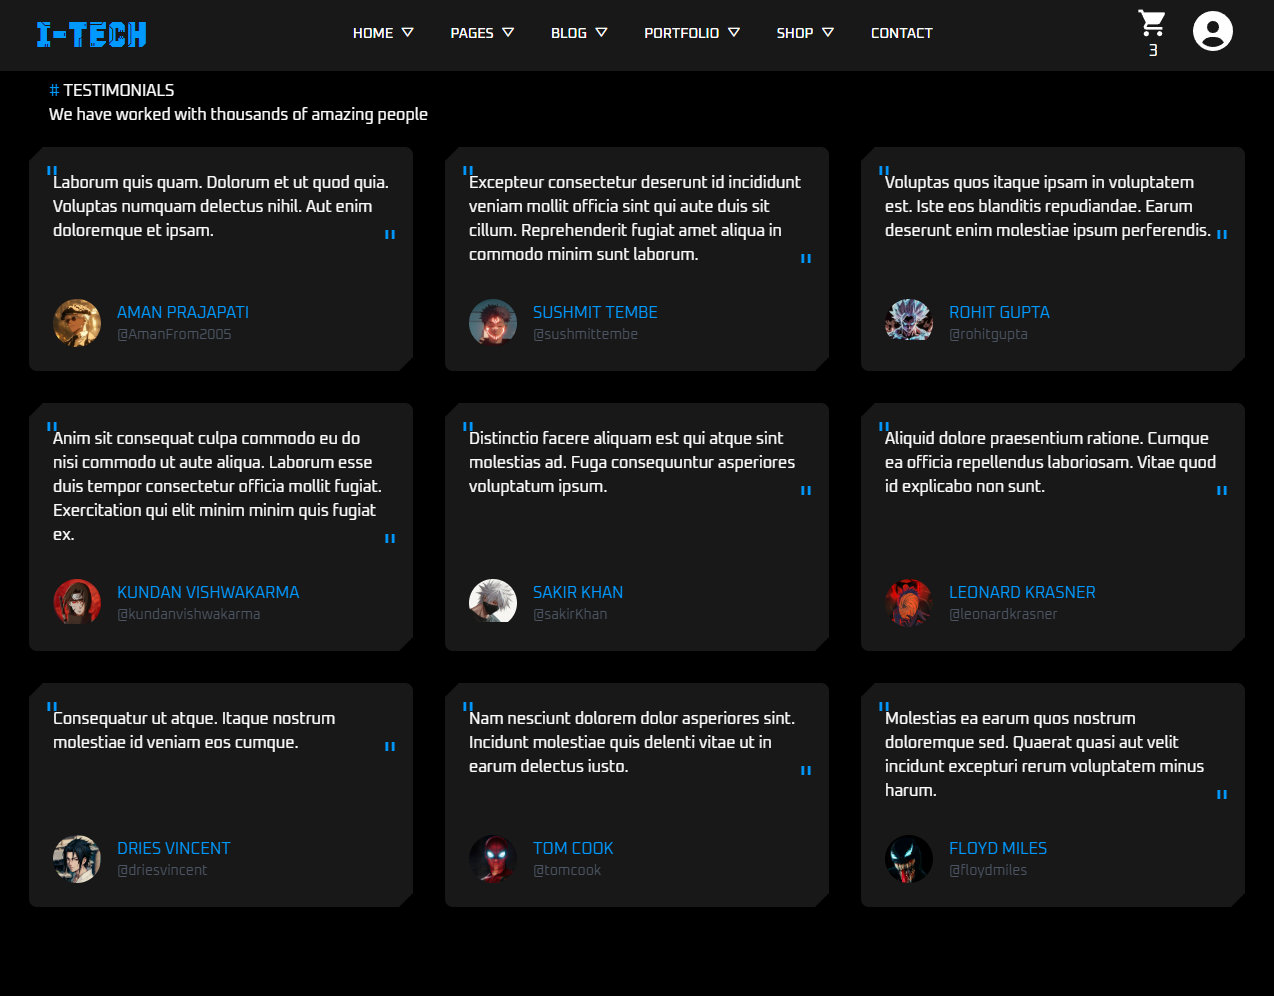 I-TECH
HOME PAGES BLOG PORTFOLIO SHOP CONTACT
3
# TESTIMONIALS
We have worked with thousands of amazing people
"Laborum quis quam. Dolorum et ut quod quia.
Voluptas numquam delectus nihil. Aut enim
doloremque et ipsam."
AMAN PRAJAPATI
@AmanFrom2005
"Excepteur consectetur deserunt id incididunt
veniam mollit officia sint qui aute duis sit
cillum. Reprehenderit fugiat amet aliqua in
commodo minim sunt laborum."
SUSHMIT TEMBE
@sushmittembe
"Voluptas quos itaque ipsam in voluptatem
est. Iste eos blanditis repudiandae. Earum
deserunt enim molestiae ipsum perferendis."
ROHIT GUPTA
@rohitgupta
"Anim sit consequat culpa commodo eu do
nisi commodo ut aute aliqua. Laborum esse
duis tempor consectetur officia mollit fugiat.
Exercitation qui elit minim minim quis fugiat
ex."
KUNDAN VISHWAKARMA
@kundanvishwakarma
"Distinctio facere aliquam est qui atque sint
molestias ad. Fuga consequuntur asperiores
voluptatum ipsum."
SAKIR KHAN
@sakirKhan
"Aliquid dolore praesentium ratione. Cumque
ea officia repellendus laboriosam. Vitae quod
id explicabo non sunt."
LEONARD KRASNER
@leonardkrasner
"Consequatur ut atque. Itaque nostrum
molestiae id veniam eos cumque."
DRIES VINCENT
@driesvincent
"Nam nesciunt dolorem dolor asperiores sint.
Incidunt molestiae quis delenti vitae ut in
earum delectus iusto."
TOM COOK
@tomcook
"Molestias ea earum quos nostrum
doloremque sed. Quaerat quasi aut velit
incidunt excepturi rerum voluptatem minus
harum."
FLOYD MILES
@floydmiles